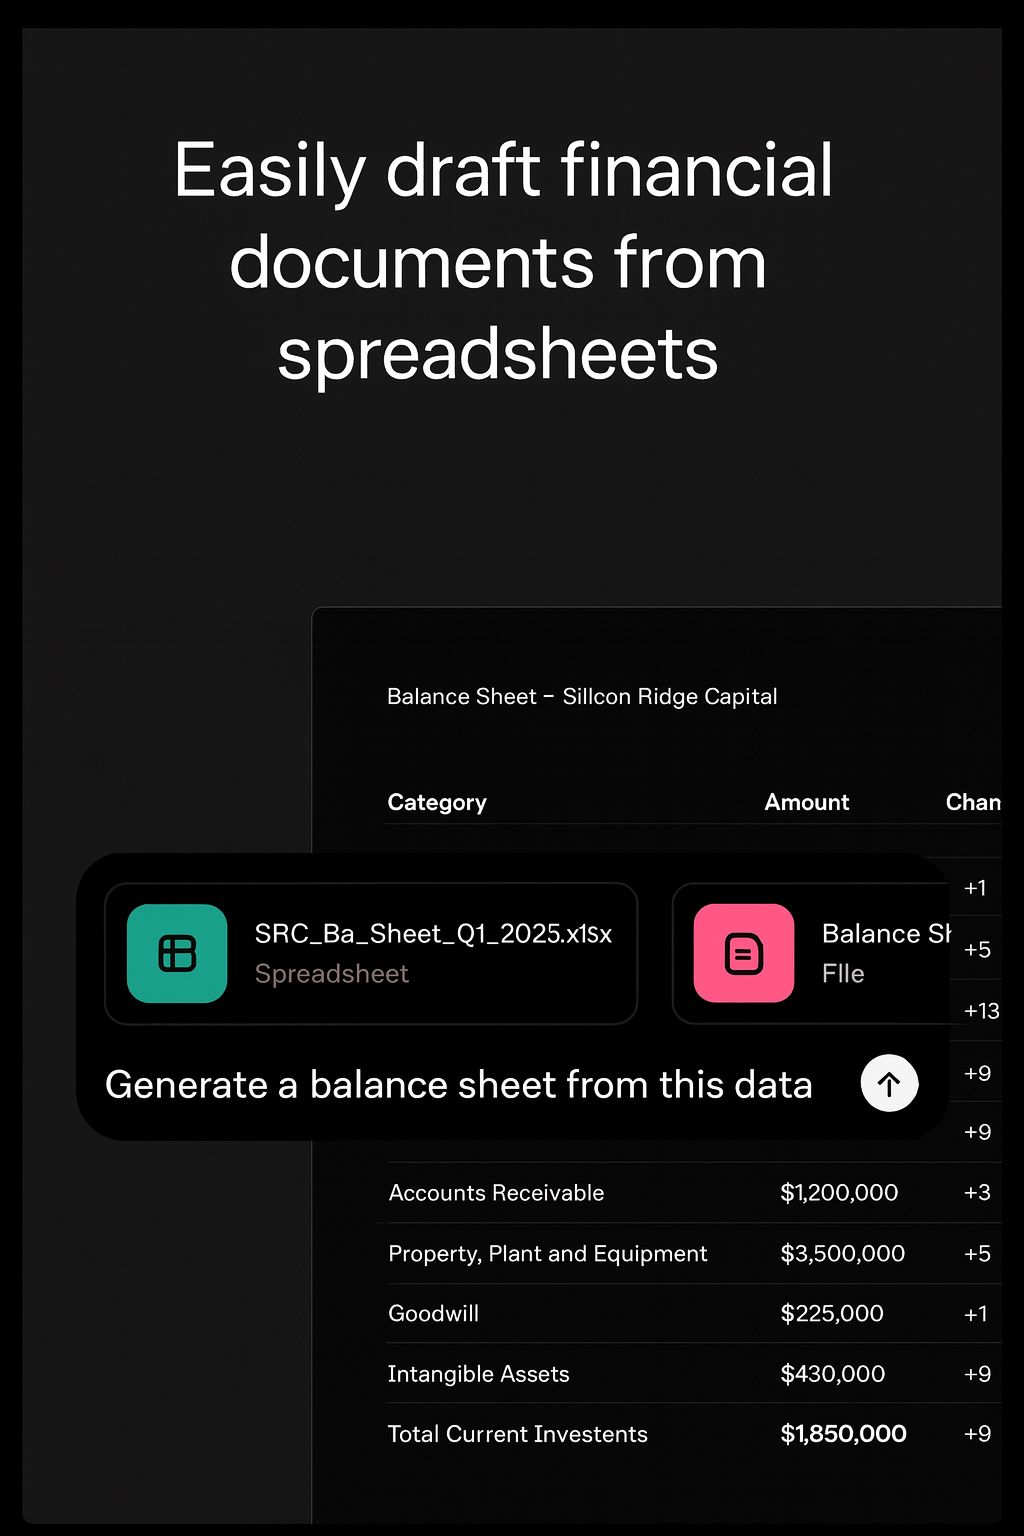 Easily draft financial
documents from
spreadsheets
Balance Sheet – Sillcon Ridge Capital
Category Amount Chan
+1
SRC_Ba_Sheet_Q1_2025.x1sx
Spreadsheet
Balance Sh
Flle
+5
+13
Generate a balance sheet from this data
+9
+9
Accounts Receivable $1,200,000 +3
Property, Plant and Equipment $3,500,000 +5
Goodwill $225,000 +1
Intangible Assets $430,000 +9
Total Current Investents $1,850,000 +9